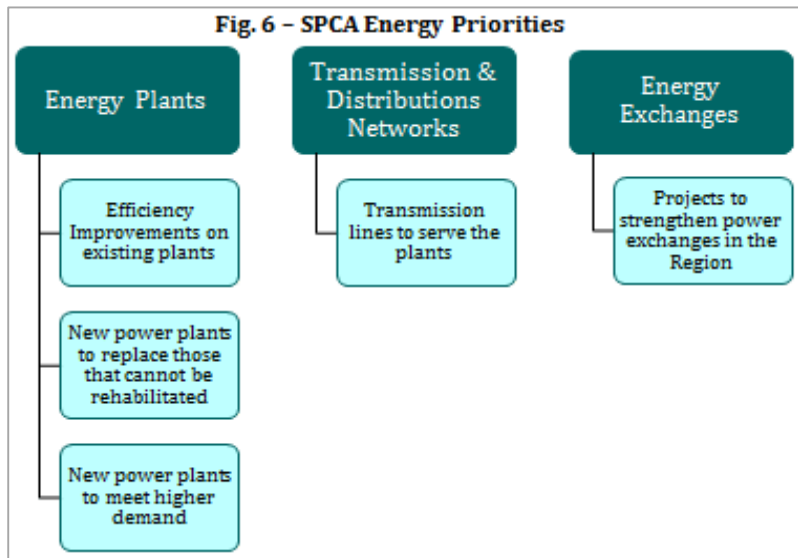 Fig. 6 – SPCA Energy Priorities
Energy Plants
Efficiency
Improvements on
existing plants
New power plants
to replace those
that cannot be
rehabilitated
New power plants
to meet higher
demand
Transmission &
Distributions
Networks
Transmission
lines to serve the
plants
Energy
Exchanges
Projects to
strengthen power
exchanges in the
Region